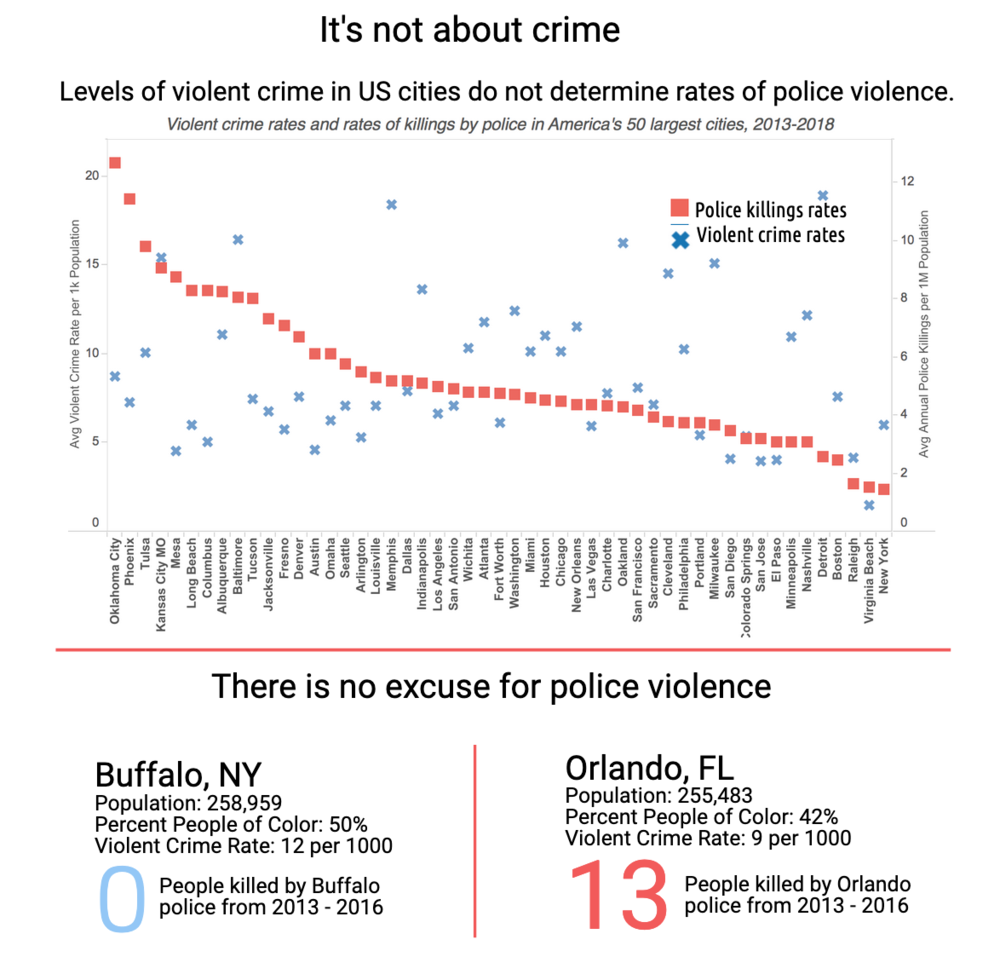 It's not about crime
Levels of violent crime in US cities do not determine rates of police violence.
Violent crime rates and rates of killings by police in America's 50 largest cities, 2013-2018
Avg Violent Crime Rate per 1k Population
20
15
10
5
0
Police killings rates
Violent crime rates
12
10
8
6
4
2
0
Avg Annual Police Killings per 1M Population
Oklahoma City
Phoenix
Tulsa
Kansas City MO
Mesa
Long Beach
Columbus
Albuquerque
Baltimore
Tucson
Jacksonville
Fresno
Denver
Austin
Omaha
Seattle
Arlington
Louisville
Memphis
Dallas
Indianapolis
Los Angeles
San Antonio
Wichita
Atlanta
Fort Worth
Washington
Miami
Houston
Chicago
New Orleans
Las Vegas
Charlotte
Oakland
San Francisco
Sacramento
Cleveland
Philadelphia
Portland
Milwaukee
San Diego
Colorado Springs
San Jose
El Paso
Minneapolis
Nashville
Detroit
Boston
Raleigh
Virginia Beach
New York
There is no excuse for police violence
Buffalo, NY
Population: 258,959
Percent People of Color: 50%
Violent Crime Rate: 12 per 1000
0
People killed by Buffalo
police from 2013 - 2016
Orlando, FL
Population: 255,483
Percent People of Color: 42%
Violent Crime Rate: 9 per 1000
13
People killed by Orlando
police from 2013 - 2016